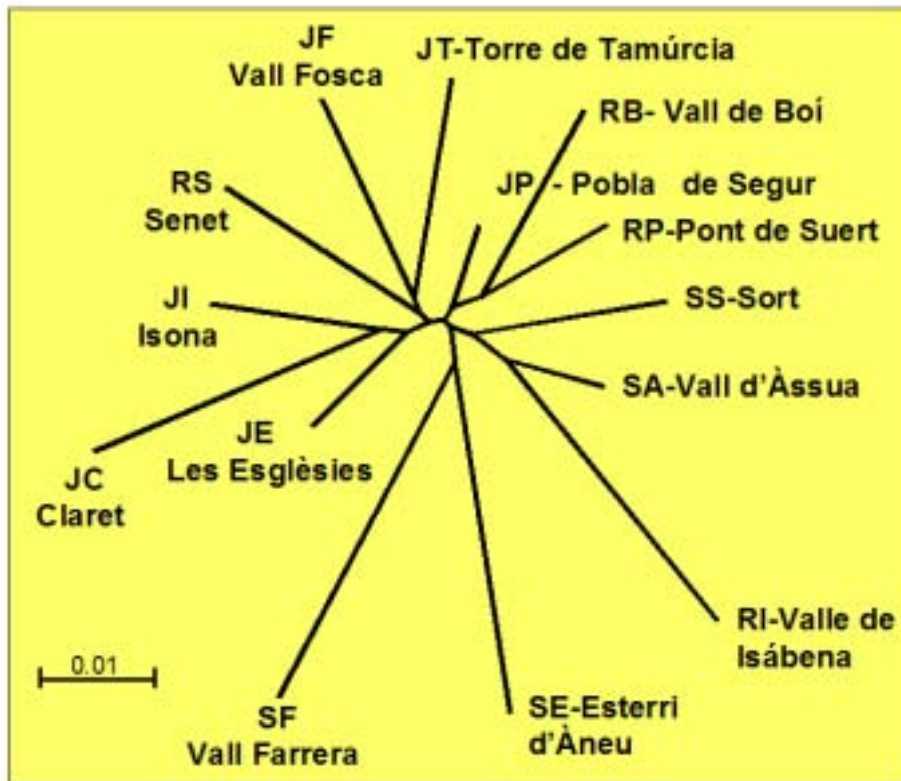 JF
Vall Fosca
JT-Torre de Tamúrcia
RB- Vall de Boí
JP - Pobla de Segur
RS
Senet
RP-Pont de Suert
JI
Isona
SS-Sort
SA-Vall d'Àssua
JE
Les Esglèsies
JC
Claret
RI-Valle de
Isábena
0.01
SF
Vall Farrera
SE-Esterri
d'Àneu